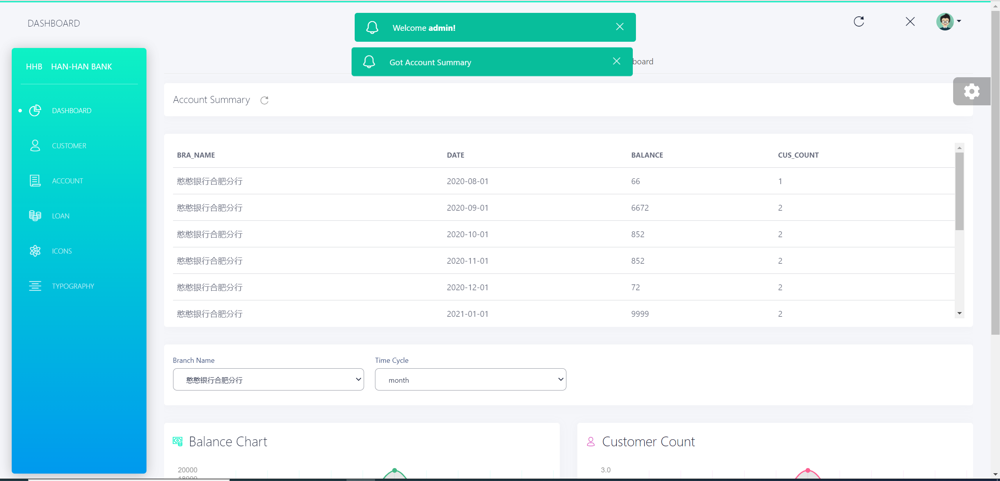 DASHBOARD
Welcome admin!
Got Account Summary
board
HHB HAN-HAN BANK
DASHBOARD
CUSTOMER
ACCOUNT
LOAN
ICONS
TYPOGRAPHY
Account Summary
BRA_NAME DATE BALANCE CUS_COUNT
憨憨银行合肥分行 2020-08-01 66 1
憨憨银行合肥分行 2020-09-01 6672 2
憨憨银行合肥分行 2020-10-01 852 2
憨憨银行合肥分行 2020-11-01 852 2
憨憨银行合肥分行 2020-12-01 72 2
憨憨银行合肥分行 2021-01-01 9999 2
Branch Name Time Cycle
憨憨银行合肥分行 month
Balance Chart
20000
18000
Customer Count
3.0